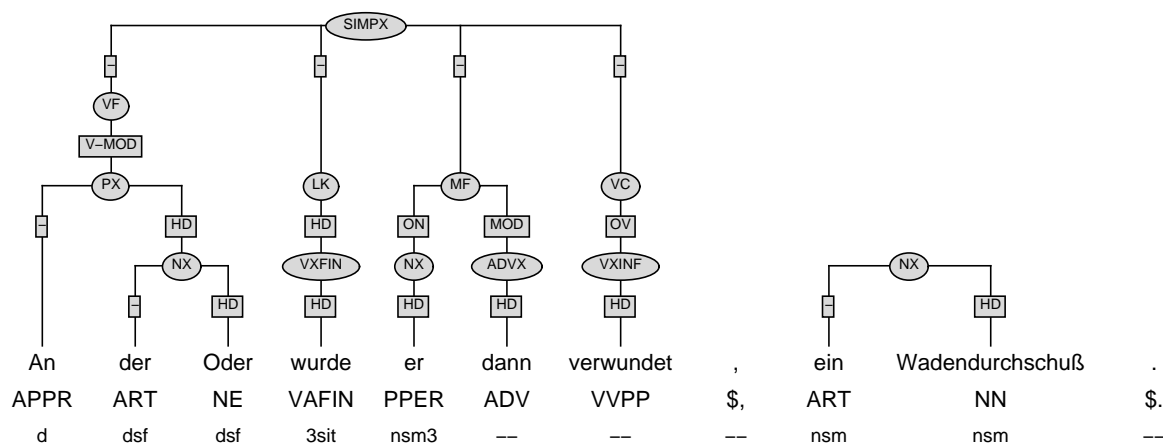 SIMPX
– – – –
VF
V–MOD
PX LK MF VC
– HD HD ON MOD OV
NX VXFIN NX ADVX VXINF NX
– HD HD HD HD HD – HD
An der Oder wurde er dann verwundet , ein Wadendurchschuß .
APPR ART NE VAFIN PPER ADV VVPP $, ART NN $.
d dsf dsf 3sit nsm3 −− −− −− nsm nsm −−